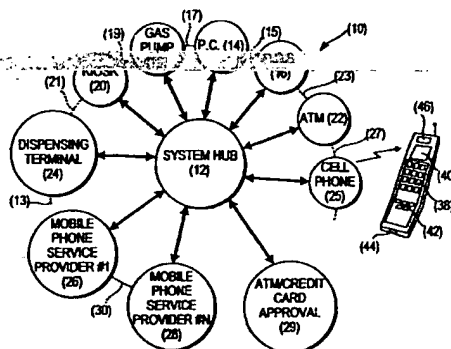 (10)
(17)
GAS
PUMP
P.C. (14)
(15)
(19)
KIOSK
(20)
(21)
(16)
(23)
ATM (22)
(27)
CELL
PHONE
(25)
DISPENSING
TERMINAL
(24)
(13)
SYSTEM HUB
(12)
MOBILE
PHONE SERVICE
PROVIDER #1
(26)
(30)
MOBILE
PHONE
SERVICE
PROVIDER #N
(28)
ATM/CREDIT
CARD
APPROVAL
(29)
(46)
(40)
(38)
(42)
(44)